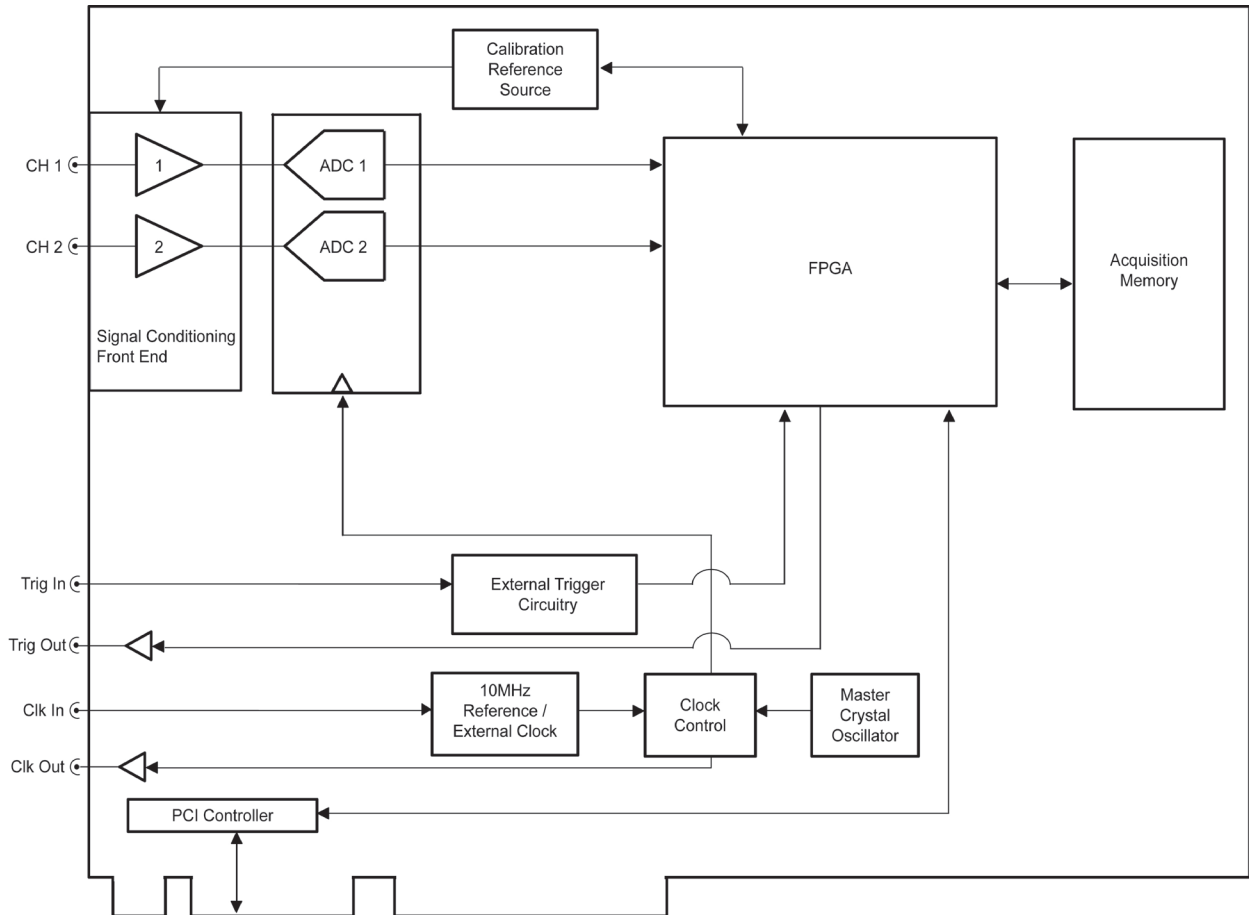 Calibration
Reference
Source
CH 1
1
ADC 1
CH 2
2
ADC 2
FPGA
Acquisition
Memory
Signal Conditioning
Front End
Trig In
External Trigger
Circuitry
Trig Out
Clk In
10MHz
Reference /
External Clock
Clock
Control
Master
Crystal
Oscillator
Clk Out
PCI Controller